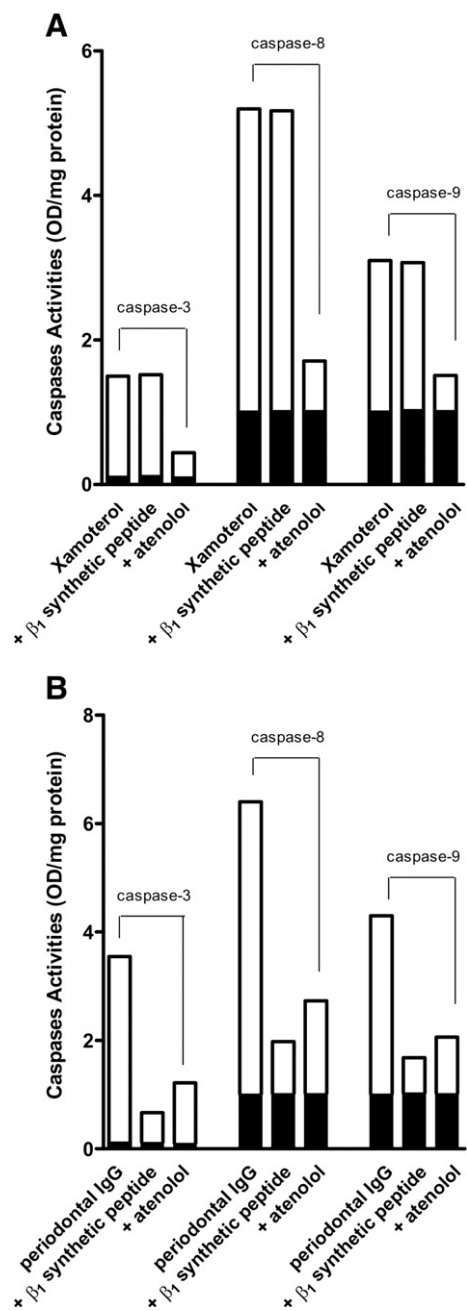 A
Caspases Activities (OD/mg protein)
6
4
2
0
caspase-3
caspase-8
caspase-9
Xamoterol
+ β1 synthetic peptide
+ atenolol
Xamoterol
+ β1 synthetic peptide
+ atenolol
Xamoterol
+ β1 synthetic peptide
+ atenolol
B
Caspases Activities (OD/mg protein)
8
6
4
2
0
caspase-3
caspase-8
caspase-9
periodontal IgG
+ β1 synthetic peptide
+ atenolol
periodontal IgG
+ β1 synthetic peptide
+ atenolol
periodontal IgG
+ β1 synthetic peptide
+ atenolol